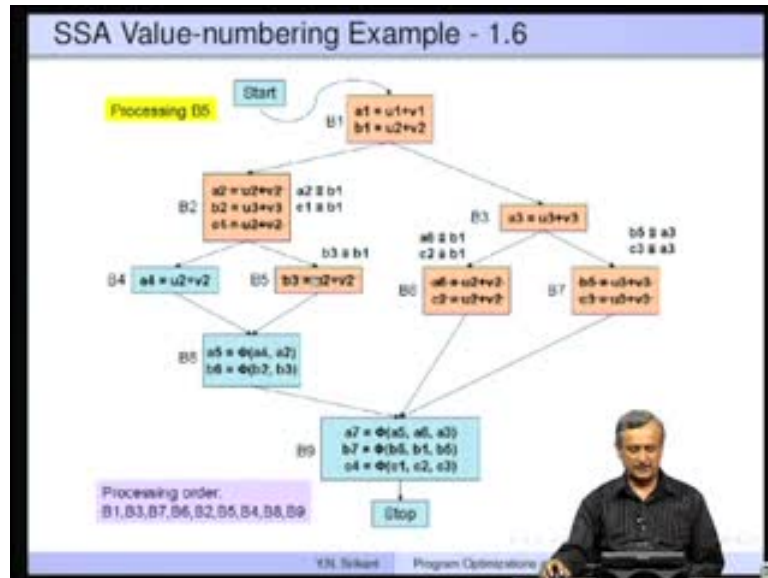 SSA Value-numbering Example - 1.6
Processing B5
Start
B1
a1 = u1+v1
b1 = u2+v2
B2
a2 = u2+v2
b2 = u3+v3
c1 = u2+v2
a2 ≡ b1
c1 ≡ b1
B3
a3 = u3+v3
b3 ≡ b1
a6 ≡ b1
c2 ≡ b1
b5 ≡ a3
c3 ≡ a3
B4
a4 = u2+v2
B5
b3 = u2+v2
B6
a6 = u2+v2
c2 = u2+v2
B7
b5 = u3+v3
c3 = u3+v3
B8
a5 = Φ(a4, a2)
b6 = Φ(b2, b3)
B9
a7 = Φ(a5, a6, a3)
b7 = Φ(b6, b1, b5)
c4 = Φ(c1, c2, c3)
Stop
Processing order:
B1,B3,B7,B6,B2,B5,B4,B8,B9
Y.N. Srikant
Program Optimizations